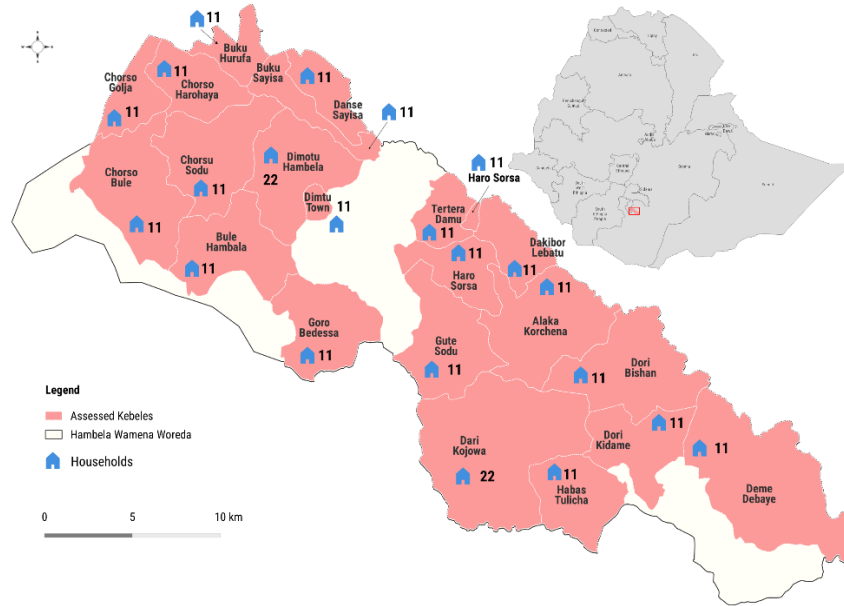 11
Buku
Hurufa
Chorso
Golja
11
Chorso
Harohaya
Buku
Sayisa
11
Danse
Sayisa
11
11
Chorso
Bule
Chorsu
Sodu
11
Dimotu
Hambela
22
Dimtu
Town
11
11
Bule
Hambala
11
11
Haro Sorsa
Tertera
Damu
11
Dakibor
Lebatu
11
11
Haro
Sorsa
11
Alaka
Korchena
Goro
Bedessa
11
Gute
Sodu
11
Dori
Bishan
11
Dori
Kidame
11
11
Deme
Debaye
Dari
Kojowa
22
11
Habas
Tulicha
Legend
Assessed Kebeles
Hambela Wamena Woreda
Households
0 5 10 km